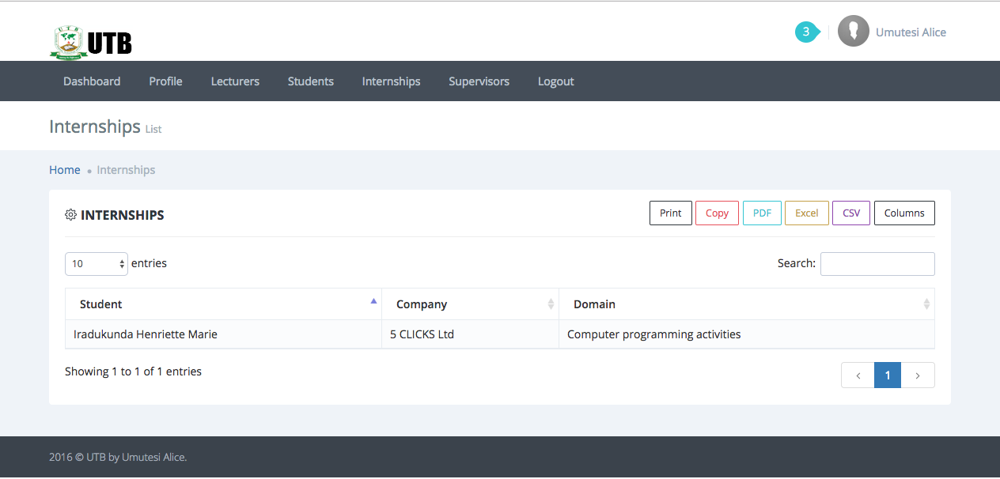 UTB
3
Umutesi Alice
Dashboard Profile Lecturers Students Internships Supervisors Logout
Internships List
Home Internships
INTERNSHIPS
Print Copy PDF Excel CSV Columns
10 entries
Search:
Student Company Domain
Iradukunda Henriette Marie 5 CLICKS Ltd Computer programming activities
Showing 1 to 1 of 1 entries
< 1 >
2016 © UTB by Umutesi Alice.